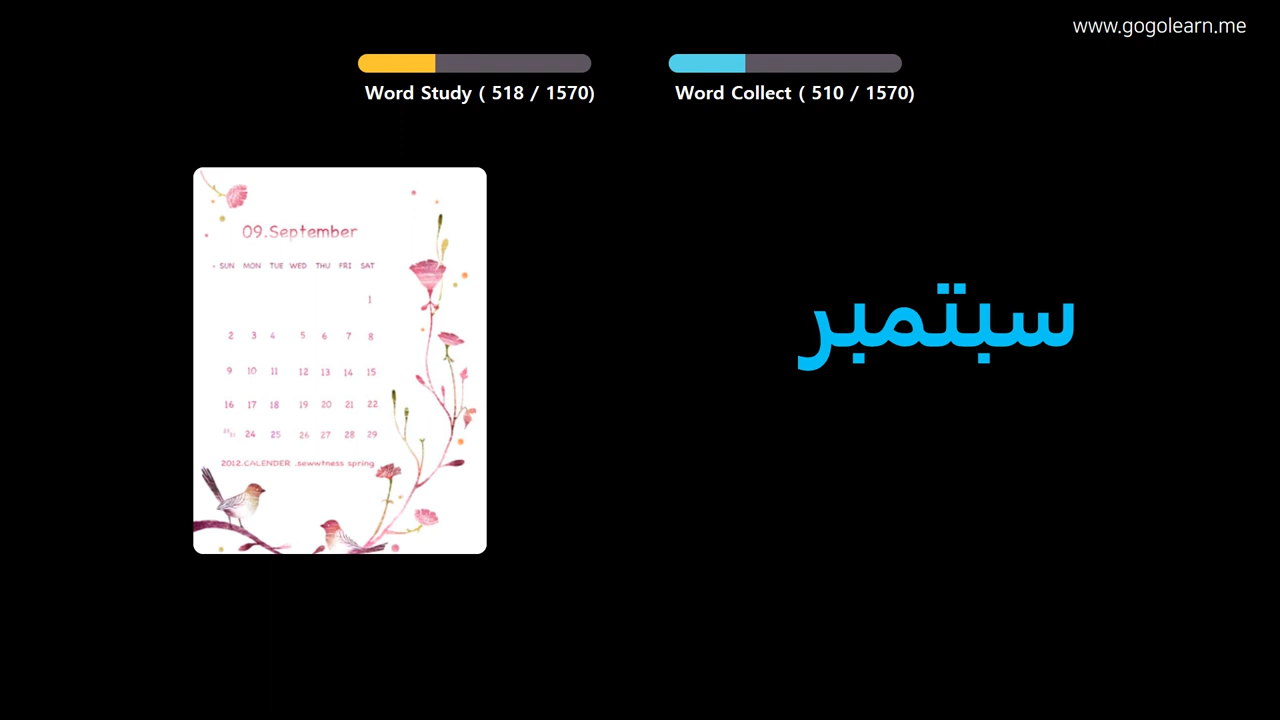 www.gogolearn.me
Word Study ( 518 / 1570)
Word Collect ( 510 / 1570)
09.September
SUN MON TUE WED THU FRI SAT
1
2 3 4 5 6 7 8
9 10 11 12 13 14 15
16 17 18 19 20 21 22
24 25 26 27 28 29
2012.CALENDER .sewwtness spring
سبتمبر